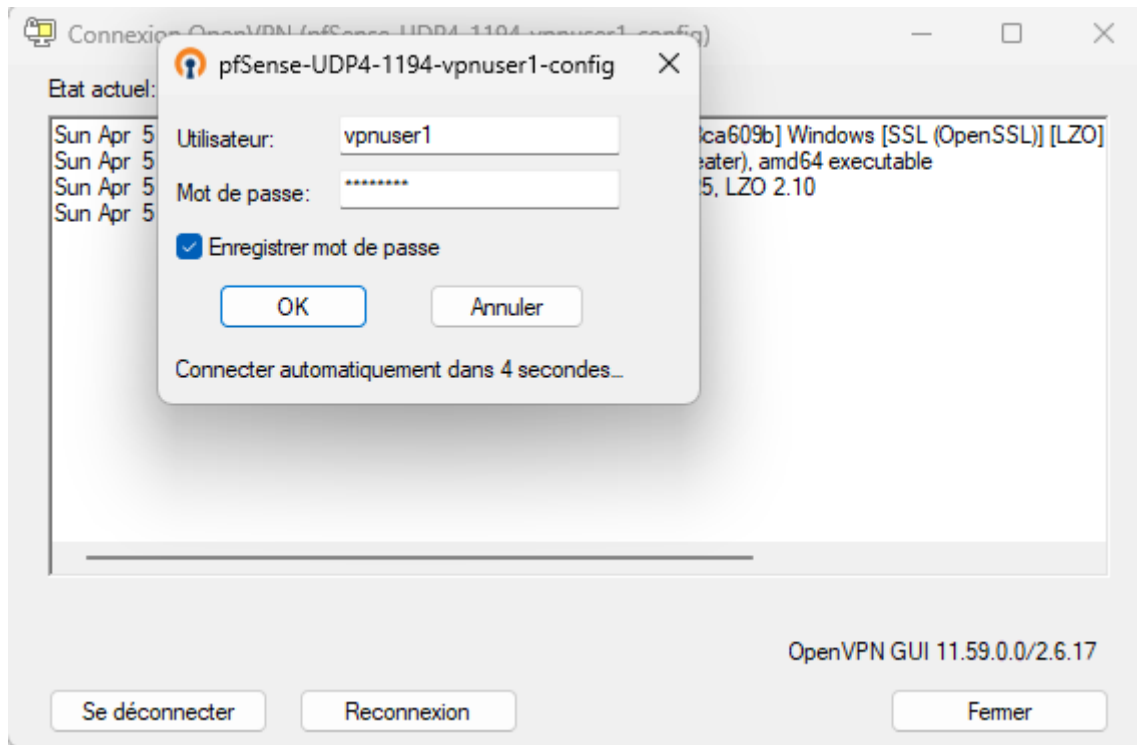 Connexion OpenVPN (pfSense-UDP4-1194-vpnuser1-config)
pfSense-UDP4-1194-vpnuser1-config
Etat actuel:
Utilisateur: vpnuser1
Mot de passe: ********
Enregistrer mot de passe
OK Annuler
Connecter automatiquement dans 4 secondes...
Sun Apr 5 ca609b] Windows [SSL (OpenSSL)] [LZO]
Sun Apr 5 eater), amd64 executable
Sun Apr 5 5, LZO 2.10
Sun Apr 5
OpenVPN GUI 11.59.0.0/2.6.17
Se déconnecter Reconnexion Fermer